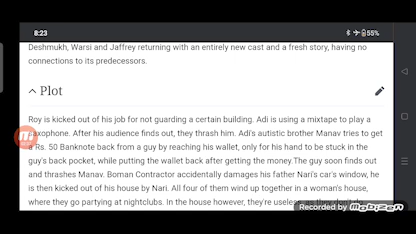 8:23
55%
Deshmukh, Warsi and Jaffrey returning with an entirely new cast and a fresh story, having no
connections to its predecessors.
Plot
Roy is kicked out of his job for not guarding a certain building. Adi is using a mixtape to play a
saxophone. After his audience finds out, they thrash him. Adi's autistic brother Manav tries to get
a Rs. 50 Banknote back from a guy by reaching his wallet, only for his hand to be stuck in the
guy's back pocket, while putting the wallet back after getting the money.The guy soon finds out
and thrashes Manav. Boman Contractor accidentally damages his father Nari's car's window, he
is then kicked out of his house by Nari. All four of them wind up together in a woman's house,
where they go partying at nightclubs. In the house however, they're useless, as they don't do
Recorded by mobizen